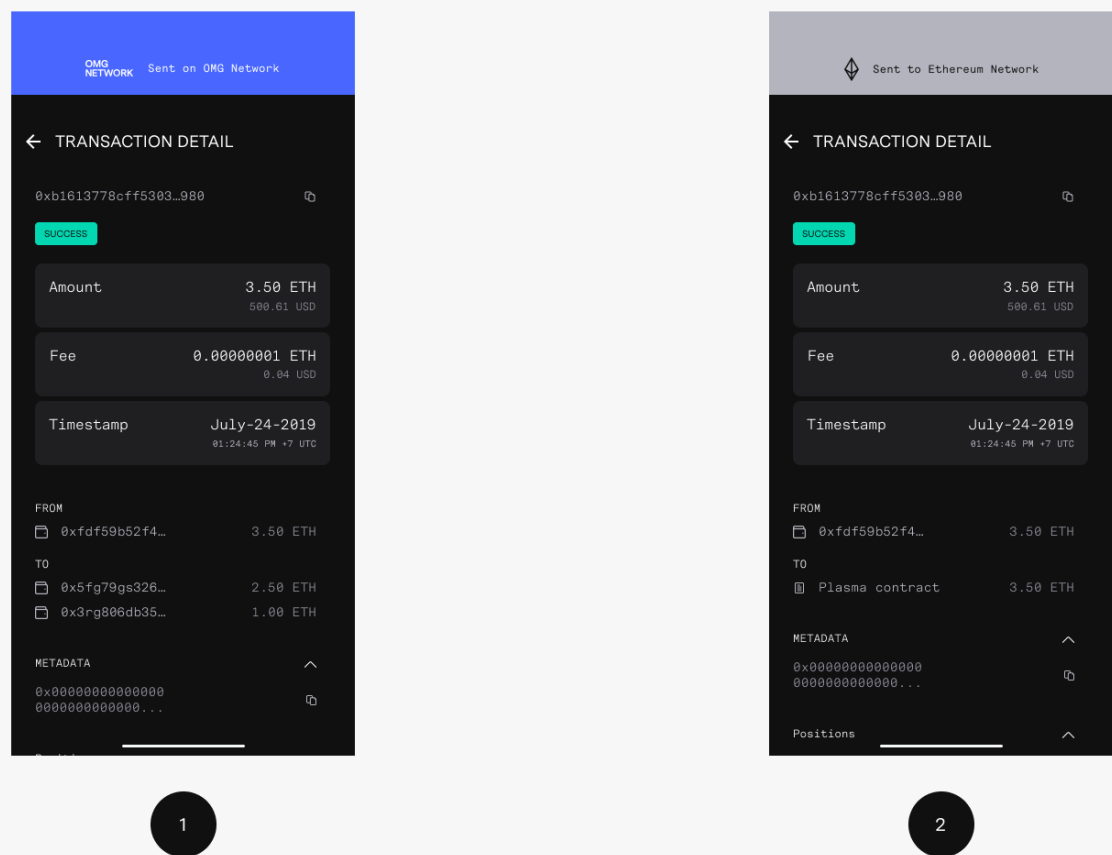 OMG
NETWORK
Sent on OMG Network
TRANSACTION DETAIL
0xb1613778cff5303…980
SUCCESS
Amount 3.50 ETH
500.61 USD
Fee 0.00000001 ETH
0.04 USD
Timestamp July-24-2019
01:24:45 PM +7 UTC
FROM
0xfdf59b52f4… 3.50 ETH
TO
0x5fg79gs326… 2.50 ETH
0x3rg806db35… 1.00 ETH
METADATA
0x00000000000000
0000000000000...
1
Sent to Ethereum Network
TRANSACTION DETAIL
0xb1613778cff5303…980
SUCCESS
Amount 3.50 ETH
500.61 USD
Fee 0.00000001 ETH
0.04 USD
Timestamp July-24-2019
01:24:45 PM +7 UTC
FROM
0xfdf59b52f4… 3.50 ETH
TO
Plasma contract 3.50 ETH
METADATA
0x00000000000000
0000000000000...
Positions
2